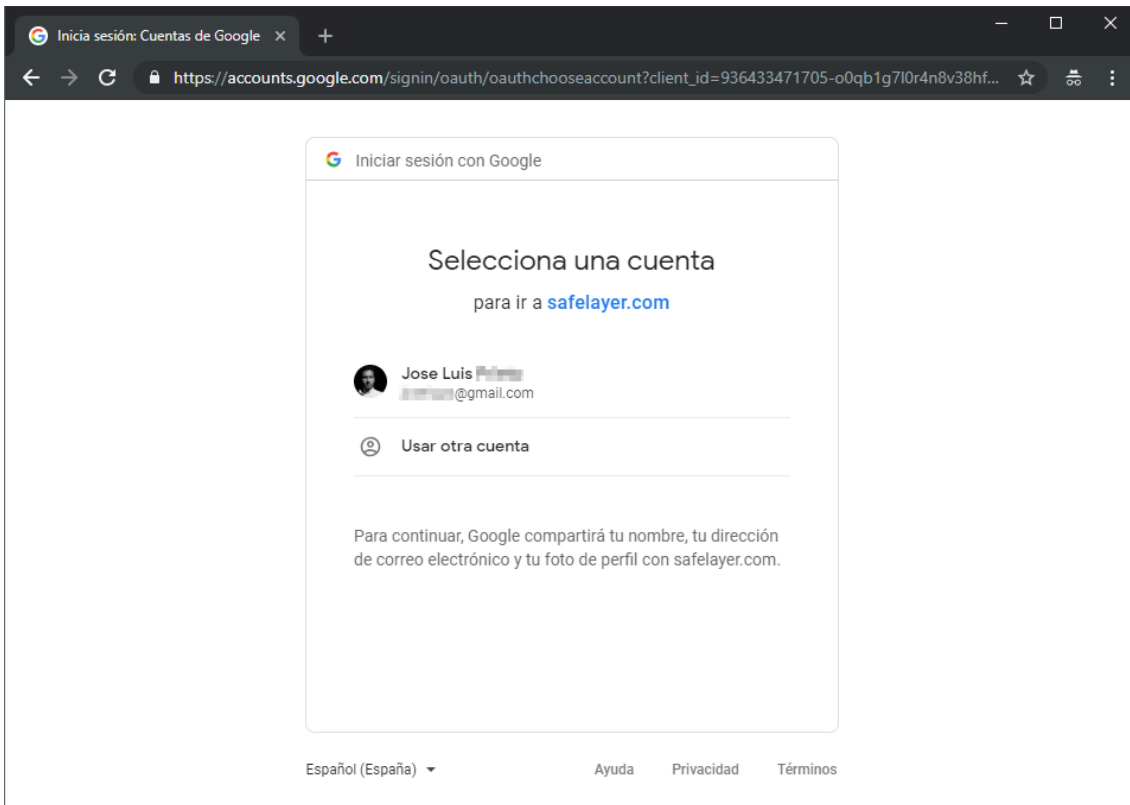 Inicia sesión: Cuentas de Google
https://accounts.google.com/signin/oauth/oauthchooseaccount?client_id=936433471705-o0qb1g7l0r4n8v38hf...
Iniciar sesión con Google
Selecciona una cuenta
para ir a safelayer.com
Jose Luis
@gmail.com
Usar otra cuenta
Para continuar, Google compartirá tu nombre, tu dirección
de correo electrónico y tu foto de perfil con safelayer.com.
Español (España)
Ayuda Privacidad Términos